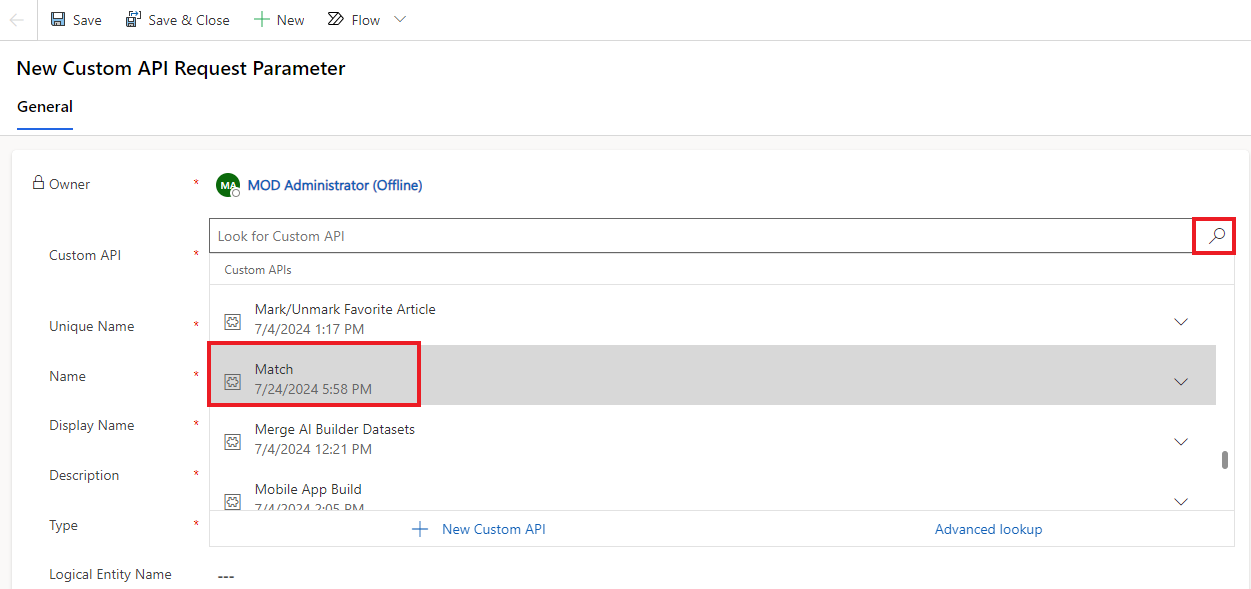 Save Save & Close New Flow
New Custom API Request Parameter
General
Owner * MA MOD Administrator (Offline)
Look for Custom API
Custom API *
Custom APIs
Mark/Unmark Favorite Article
7/4/2024 1:17 PM
Unique Name *
Match
7/24/2024 5:58 PM
Name *
Merge AI Builder Datasets
7/4/2024 12:21 PM
Display Name *
Mobile App Build
7/4/2024 2:05 PM
Description *
New Custom API Advanced lookup
Type *
Logical Entity Name ---